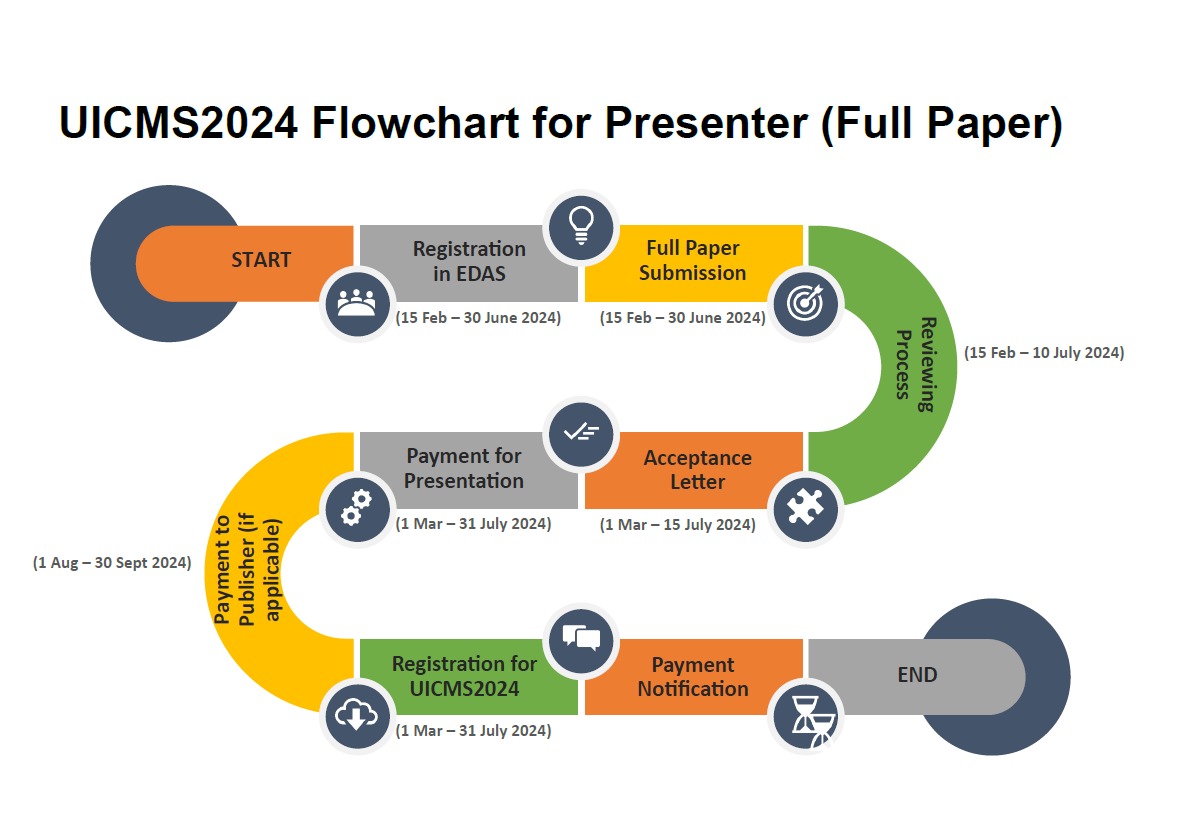 UICMS2024 Flowchart for Presenter (Full Paper)
START
Registration
in EDAS
(15 Feb – 30 June 2024)
Full Paper
Submission
(15 Feb – 30 June 2024)
Reviewing
Process
(15 Feb – 10 July 2024)
Acceptance
Letter
(1 Mar – 15 July 2024)
Payment for
Presentation
(1 Mar – 31 July 2024)
Payment to
Publisher (if
applicable)
(1 Aug – 30 Sept 2024)
Registration for
UICMS2024
(1 Mar – 31 July 2024)
Payment
Notification
END